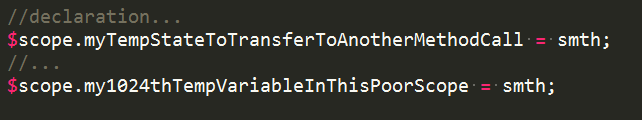 //declaration...
$scope.myTempStateToTransferToAnotherMethodCall = smth;
//...
$scope.my1024thTempVariableInThisPoorScope = smth;